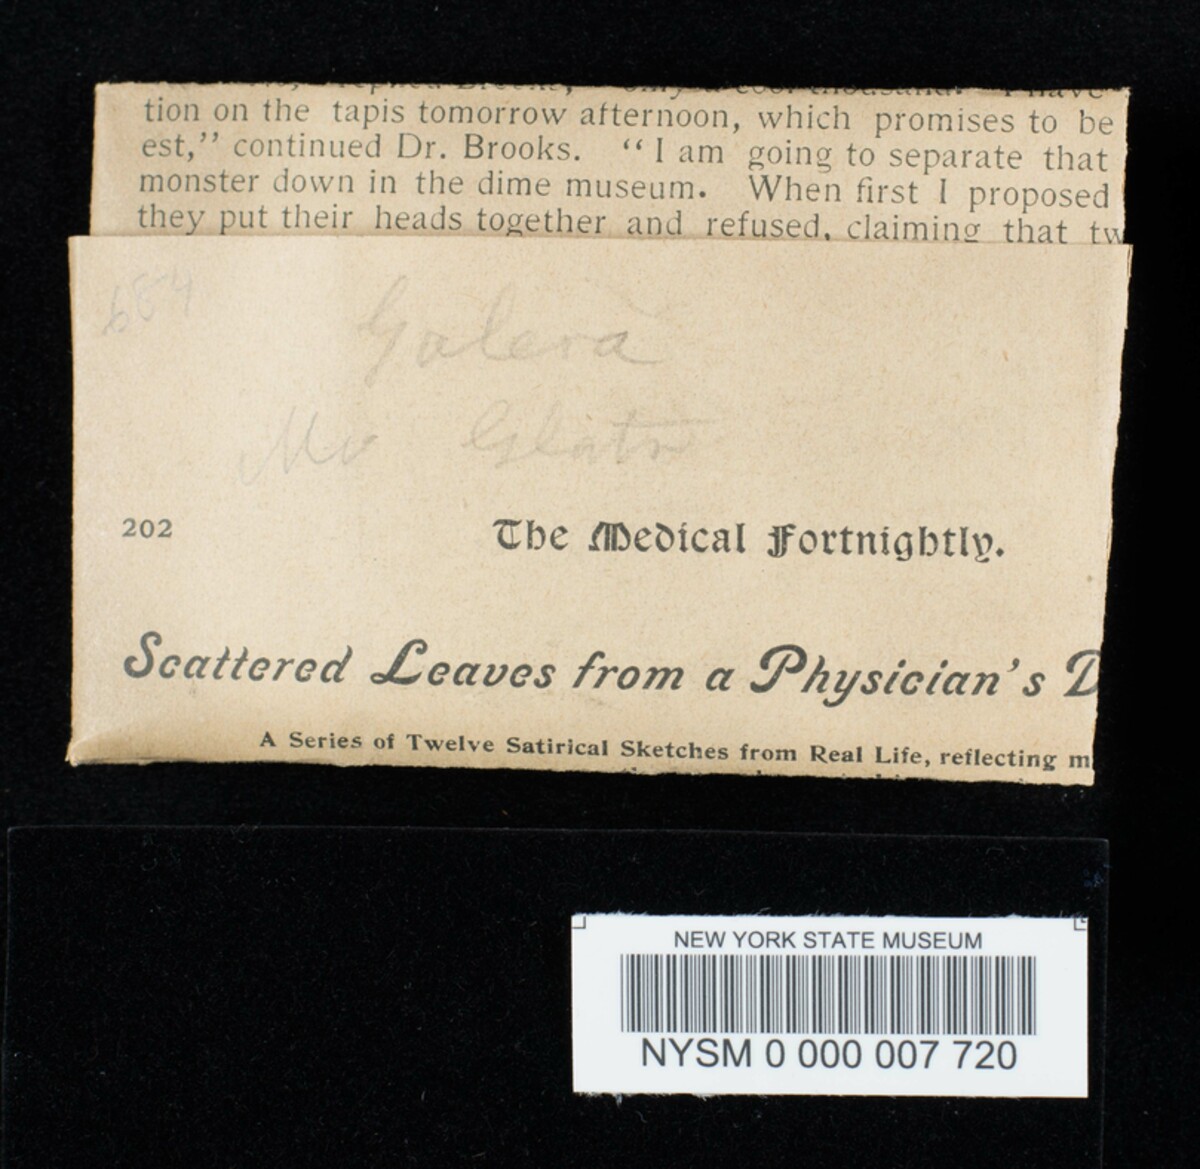 tion on the tapis tomorrow afternoon, which promises to be
est,” continued Dr. Brooks. “I am going to separate that
monster down in the dime museum. When first I proposed
they put their heads together and refused, claiming that tw
684
Galera
Mo
202
The Medical Fortnightly.
Scattered Leaves from a Physician's D
A Series of Twelve Satirical Sketches from Real Life, reflecting m
NEW YORK STATE MUSEUM
NYSM 0 000 007 720